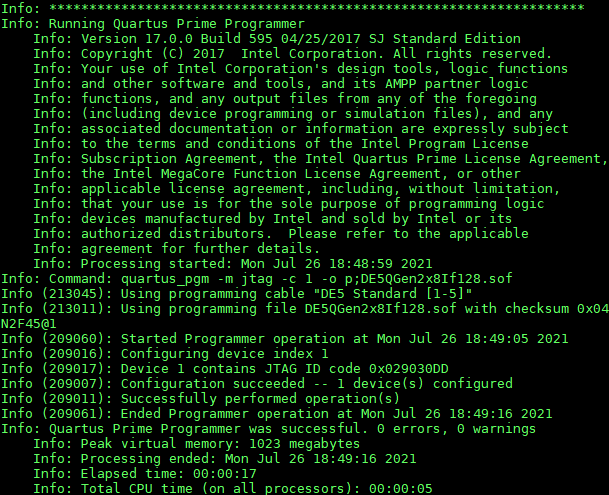 Info: *******************************************************************
Info: Running Quartus Prime Programmer
    Info: Version 17.0.0 Build 595 04/25/2017 SJ Standard Edition
    Info: Copyright (C) 2017  Intel Corporation. All rights reserved.
    Info: Your use of Intel Corporation's design tools, logic functions
    Info: and other software and tools, and its AMPP partner logic
    Info: functions, and any output files from any of the foregoing
    Info: (including device programming or simulation files), and any
    Info: associated documentation or information are expressly subject
    Info: to the terms and conditions of the Intel Program License
    Info: Subscription Agreement, the Intel Quartus Prime License Agreement,
    Info: the Intel MegaCore Function License Agreement, or other
    Info: applicable license agreement, including, without limitation,
    Info: that your use is for the sole purpose of programming logic
    Info: devices manufactured by Intel and sold by Intel or its
    Info: authorized distributors.  Please refer to the applicable
    Info: agreement for further details.
    Info: Processing started: Mon Jul 26 18:48:59 2021
Info: Command: quartus_pgm -m jtag -c 1 -o p;DE5QGen2x8If128.sof
Info (213045): Using programming cable "DE5 Standard [1-5]"
Info (213011): Using programming file DE5QGen2x8If128.sof with checksum 0x04
N2F45@1
Info (209060): Started Programmer operation at Mon Jul 26 18:49:05 2021
Info (209016): Configuring device index 1
Info (209017): Device 1 contains JTAG ID code 0x029030DD
Info (209007): Configuration succeeded -- 1 device(s) configured
Info (209011): Successfully performed operation(s)
Info (209061): Ended Programmer operation at Mon Jul 26 18:49:16 2021
Info: Quartus Prime Programmer was successful. 0 errors, 0 warnings
    Info: Peak virtual memory: 1023 megabytes
    Info: Processing ended: Mon Jul 26 18:49:16 2021
    Info: Elapsed time: 00:00:17
    Info: Total CPU time (on all processors): 00:00:05